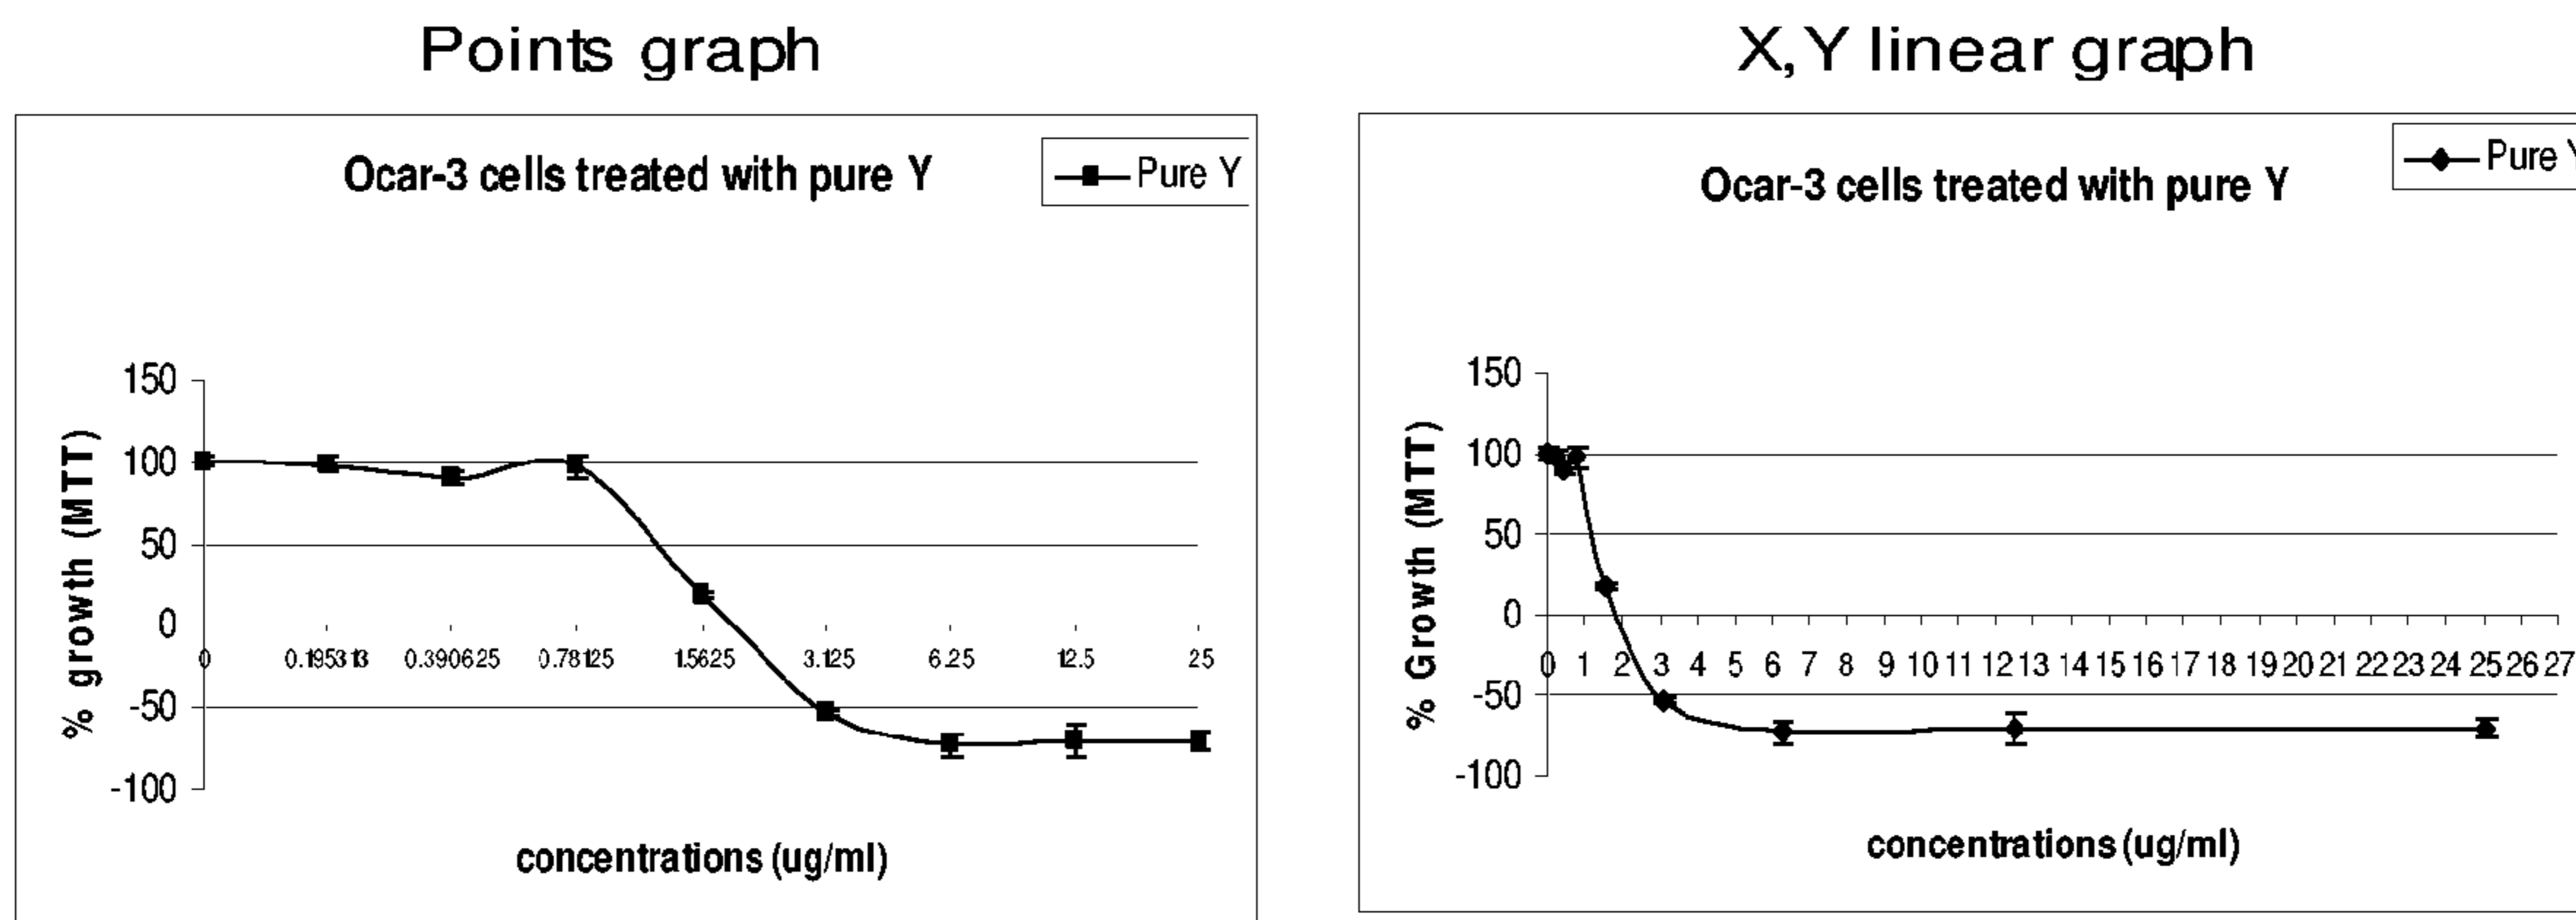 Points graph
Ocar-3 cells treated with pure Y
Pure Y
150
100
50
0
-50
-100
% growth (MTT)
0 0.195313 0.390625 0.78125 1.5625 3.125 6.25 12.5 25
concentrations (ug/ml)
X,Y linear graph
Ocar-3 cells treated with pure Y
Pure Y
150
100
50
0
-50
-100
% Growth (MTT)
0 1 2 3 4 5 6 7 8 9 10 11 12 13 14 15 16 17 18 19 20 21 22 23 24 25 26 27
concentrations (ug/ml)